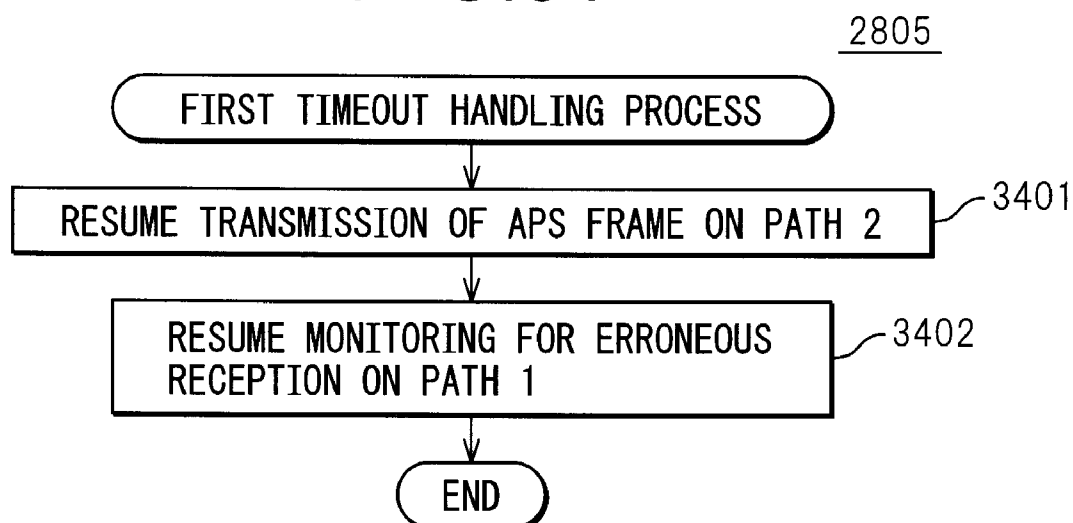 2805
FIRST TIMEOUT HANDLING PROCESS
RESUME TRANSMISSION OF APS FRAME ON PATH 2
3401
RESUME MONITORING FOR ERRONEOUS
RECEPTION ON PATH 1
3402
END